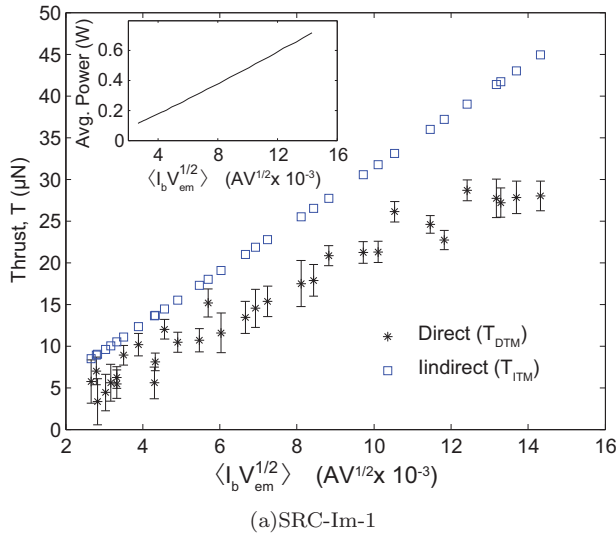 50
45
40
35
30
25
20
15
10
5
0
Thrust, T (μN)
0.6
0.4
0.2
0
Avg. Power (W)
4 8 12 16
⟨I_bV_em^1/2⟩ (AV^1/2x 10^-3)
Direct (T_DTM)
Iindirect (T_ITM)
2 4 6 8 10 12 14 16
⟨I_bV_em^1/2⟩ (AV^1/2x 10^-3)
(a)SRC-Im-1